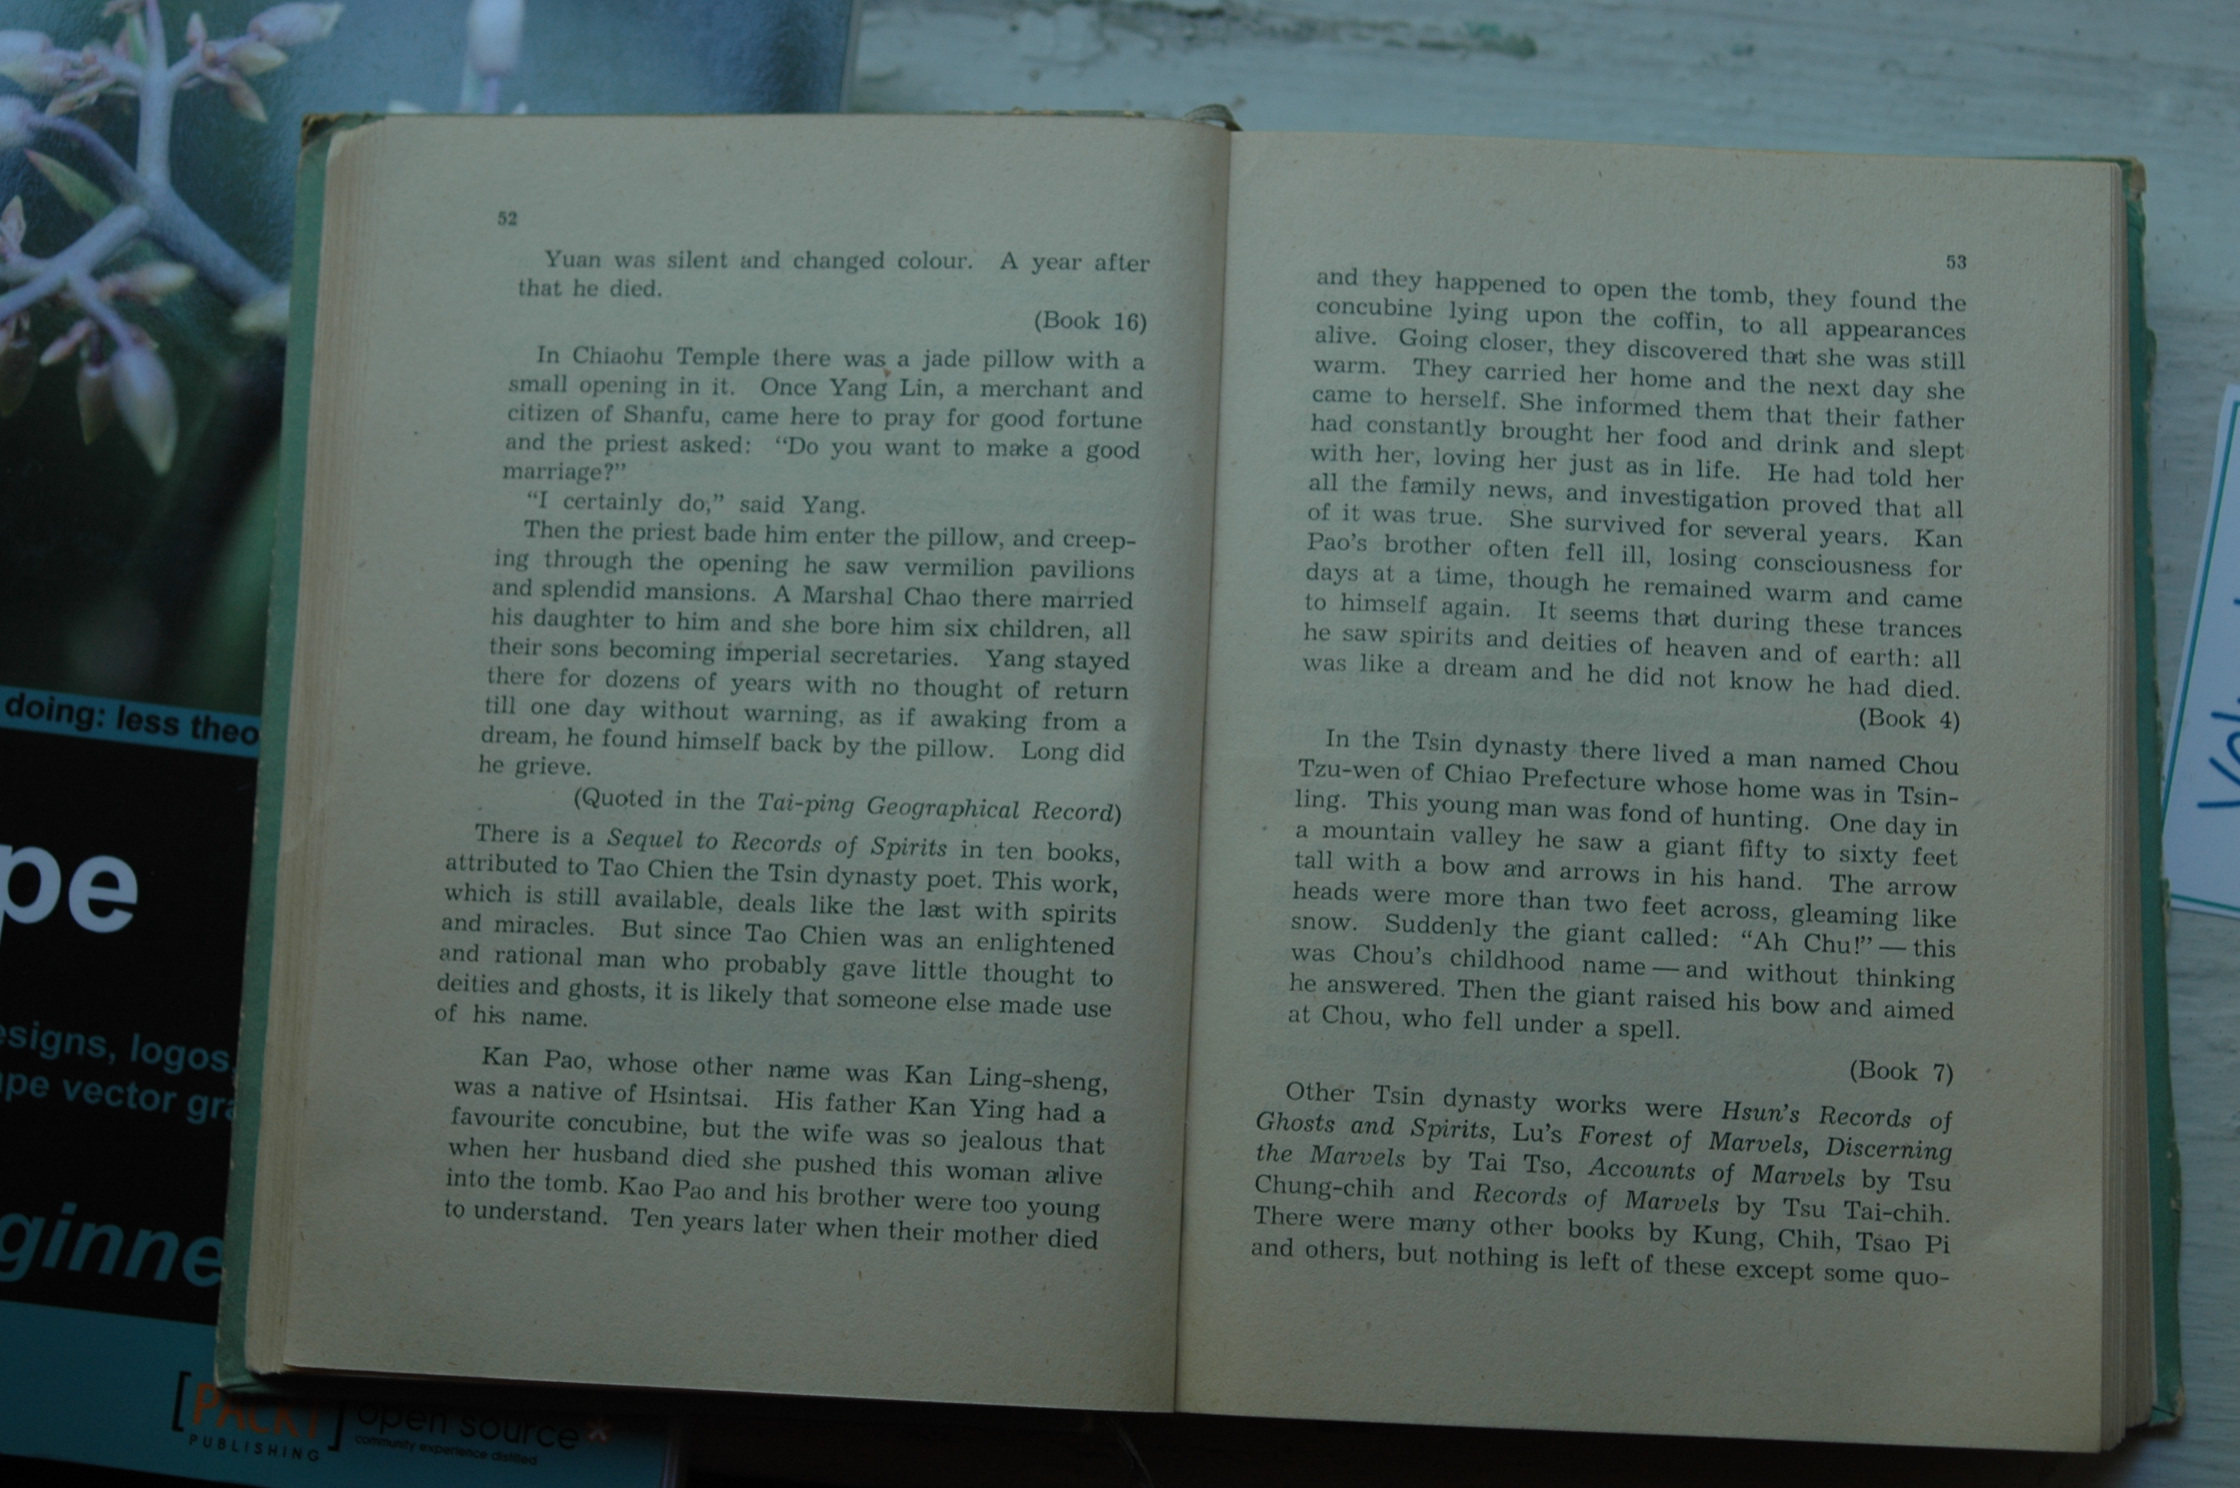 52
Yuan was silent and changed colour. A year after
that he died.
(Book 16)
In Chiaohu Temple there was a jade pillow with a
small opening in it. Once Yang Lin, a merchant and
citizen of Shanfu, came here to pray for good fortune
and the priest asked: “Do you want to make a good
marriage?”
“I certainly do,” said Yang.
Then the priest bade him enter the pillow, and creep-
ing through the opening he saw vermilion pavilions
and splendid mansions. A Marshal Chao there married
his daughter to him and she bore him six children, all
their sons becoming imperial secretaries. Yang stayed
there for dozens of years with no thought of return
till one day without warning, as if awaking from a
dream, he found himself back by the pillow. Long did
he grieve.
(Quoted in the Tai-ping Geographical Record)
There is a Sequel to Records of Spirits in ten books,
attributed to Tao Chien the Tsin dynasty poet. This work,
which is still available, deals like the last with spirits
and miracles. But since Tao Chien was an enlightened
and rational man who probably gave little thought to
deities and ghosts, it is likely that someone else made use
of his name.
Kan Pao, whose other name was Kan Ling-sheng,
was a native of Hsintsai. His father Kan Ying had a
favourite concubine, but the wife was so jealous that
when her husband died she pushed this woman alive
into the tomb. Kao Pao and his brother were too young
to understand. Ten years later when their mother died
53
and they happened to open the tomb, they found the
concubine lying upon the coffin, to all appearances
alive. Going closer, they discovered that she was still
warm. They carried her home and the next day she
came to herself. She informed them that their father
had constantly brought her food and drink and slept
with her, loving her just as in life. He had told her
all the family news, and investigation proved that all
of it was true. She survived for several years. Kan
Pao's brother often fell ill, losing consciousness for
days at a time, though he remained warm and came
to himself again. It seems that during these trances
he saw spirits and deities of heaven and of earth: all
was like a dream and he did not know he had died.
(Book 4)
In the Tsin dynasty there lived a man named Chou
Tzu-wen of Chiao Prefecture whose home was in Tsin-
ling. This young man was fond of hunting. One day in
a mountain valley he saw a giant fifty to sixty feet
tall with a bow and arrows in his hand. The arrow
heads were more than two feet across, gleaming like
snow. Suddenly the giant called: “Ah Chu!” — this
was Chou's childhood name — and without thinking
he answered. Then the giant raised his bow and aimed
at Chou, who fell under a spell.
(Book 7)
Other Tsin dynasty works were Hsun's Records of
Ghosts and Spirits, Lu's Forest of Marvels, Discerning
the Marvels by Tai Tso, Accounts of Marvels by Tsu
Chung-chih and Records of Marvels by Tsu Tai-chih.
There were many other books by Kung, Chih, Tsao Pi
and others, but nothing is left of these except some quo-
doing: less theo
pe
esigns, logos,
ape vector gra
ginne
[PACKT]
PUBLISHING
open source*
community experience distilled